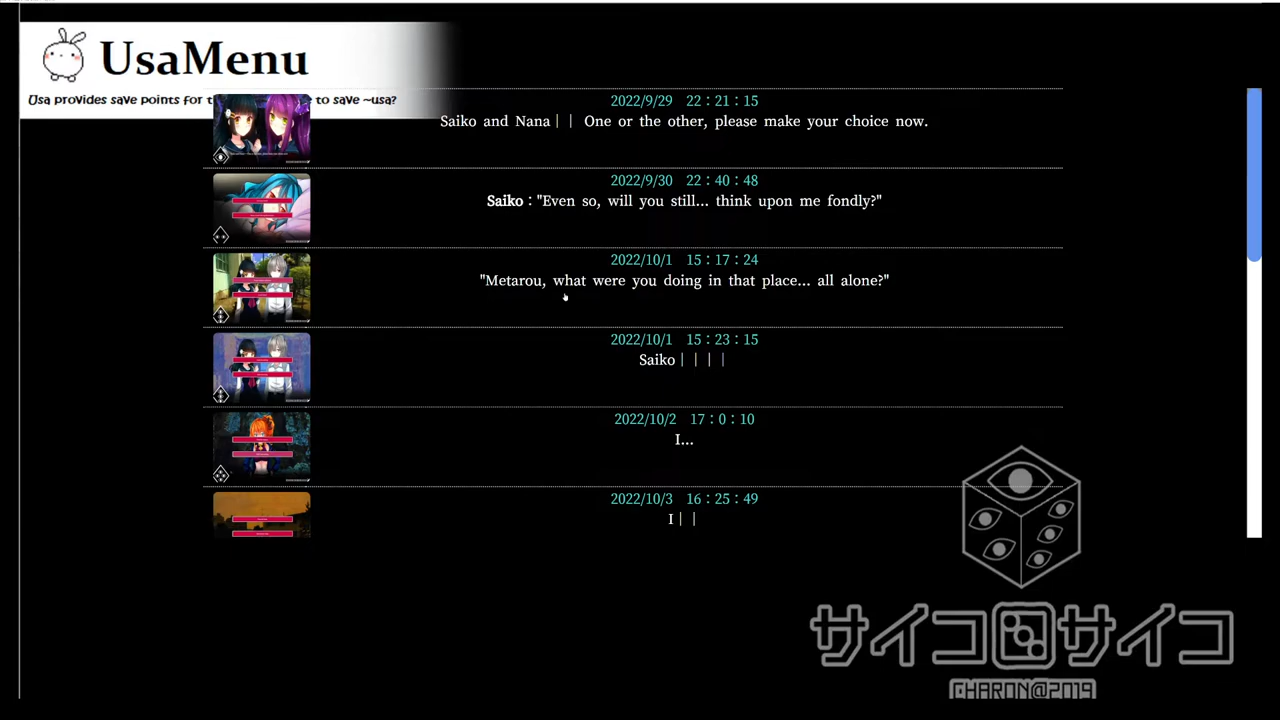 UsaMenu
Usa provides save points for t
e to save ~usa?
2022/9/29 22：21：15
Saiko and Nana｜｜ One or the other, please make your choice now.
2022/9/30 22：40：48
Saiko："Even so, will you still... think upon me fondly?"
2022/10/1 15：17：24
"Metarou, what were you doing in that place... all alone?"
2022/10/1 15：23：15
Saiko｜｜｜｜
2022/10/2 17：0：10
I...
2022/10/3 16：25：49
I｜｜
サイコ サイコ
CHARON@2019